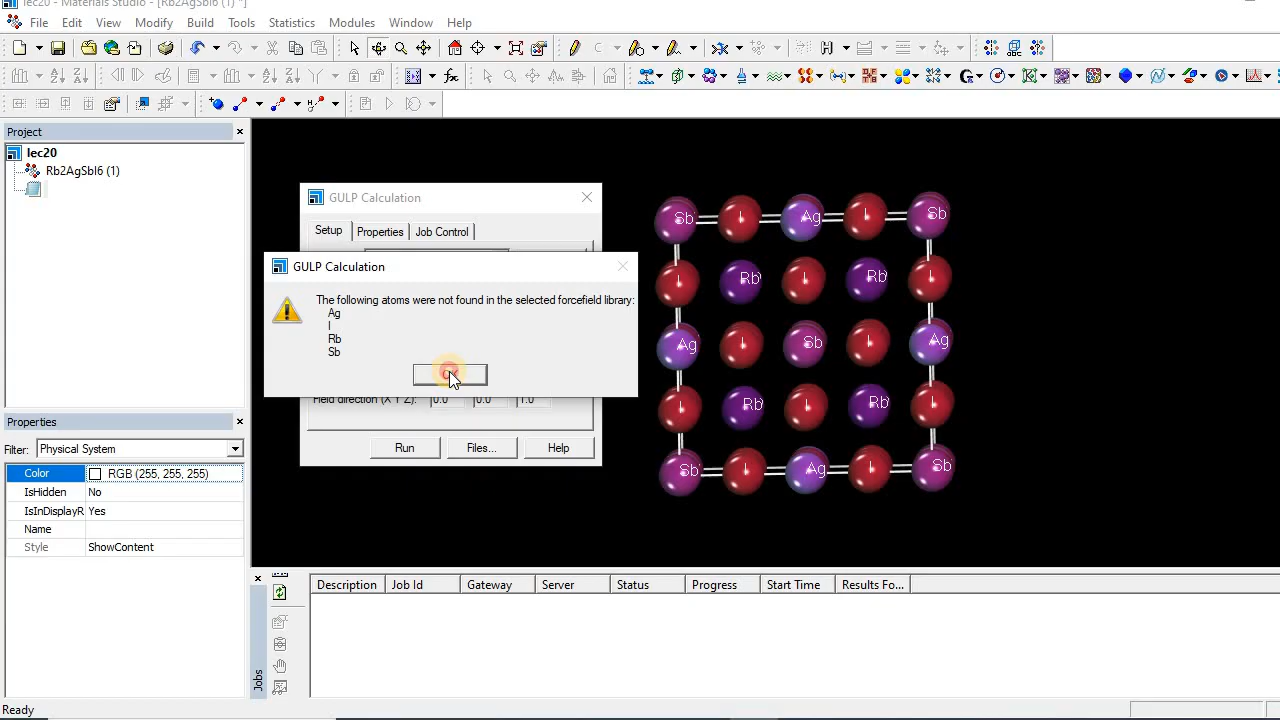 lec20 - Materials Studio - [Rb2AgSbI6 (1) *]
File Edit View Modify Build Tools Statistics Modules Window Help
Project
lec20
Rb2AgSbI6 (1)
Properties
Filter: Physical System
Color RGB (255, 255, 255)
IsHidden No
IsInDisplayR Yes
Name
Style ShowContent
GULP Calculation
Setup Properties Job Control
GULP Calculation
The following atoms were not found in the selected forcefield library:
Ag
I
Rb
Sb
Field direction (X Y Z): 0.0 0.0 1.0
Run Files... Help
Sb I Ag I Sb
I Rb I Rb I
Ag I Sb I Ag
I Rb I Rb I
Sb I Ag I Sb
Description Job Id Gateway Server Status Progress Start Time Results Fo...
Jobs
Ready